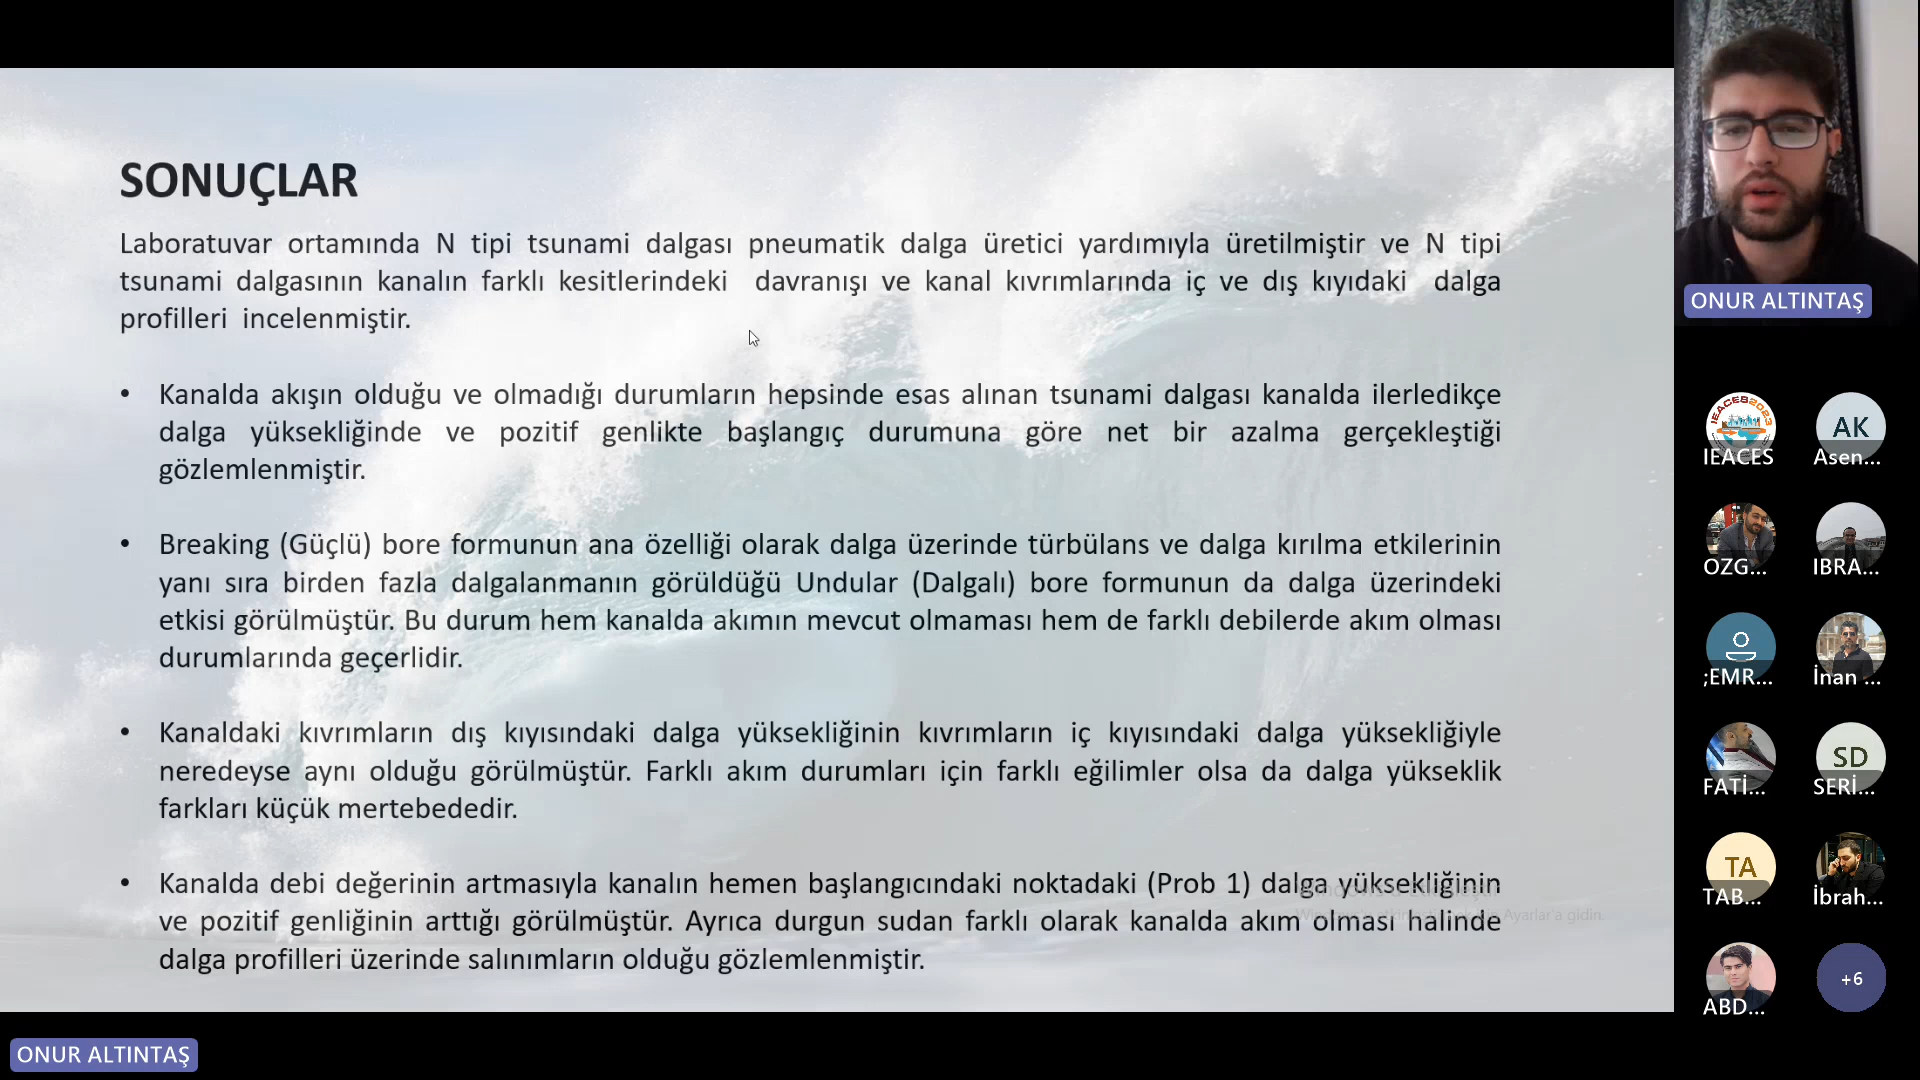 SONUÇLAR
Laboratuvar ortamında N tipi tsunami dalgası pneumatik dalga üretici yardımıyla üretilmiştir ve N tipi
tsunami dalgasının kanalın farklı kesitlerindeki davranışı ve kanal kıvrımlarında iç ve dış kıyıdaki dalga
profilleri incelenmiştir.
• Kanalda akışın olduğu ve olmadığı durumların hepsinde esas alınan tsunami dalgası kanalda ilerledikçe
dalga yüksekliğinde ve pozitif genlikte başlangıç durumuna göre net bir azalma gerçekleştiği
gözlemlenmiştir.
• Breaking (Güçlü) bore formunun ana özelliği olarak dalga üzerinde türbülans ve dalga kırılma etkilerinin
yanı sıra birden fazla dalgalanmanın görüldüğü Undular (Dalgalı) bore formunun da dalga üzerindeki
etkisi görülmüştür. Bu durum hem kanalda akımın mevcut olmaması hem de farklı debilerde akım olması
durumlarında geçerlidir.
• Kanaldaki kıvrımların dış kıyısındaki dalga yüksekliğinin kıvrımların iç kıyısındaki dalga yüksekliğiyle
neredeyse aynı olduğu görülmüştür. Farklı akım durumları için farklı eğilimler olsa da dalga yükseklik
farkları küçük mertebededir.
• Kanalda debi değerinin artmasıyla kanalın hemen başlangıcındaki noktadaki (Prob 1) dalga yüksekliğinin
ve pozitif genliğinin arttığı görülmüştür. Ayrıca durgun sudan farklı olarak kanalda akım olması halinde
dalga profilleri üzerinde salınımların olduğu gözlemlenmiştir.
Ayarlar'a gidin.
ONUR ALTINTAŞ
ONUR ALTINTAŞ
IEACES2023
IEACES
AK
Asen...
OZG...
IBRA...
;EMR...
İnan ...
FATİ...
SD
SERİ...
TA
TAB...
İbrah...
ABD...
+6